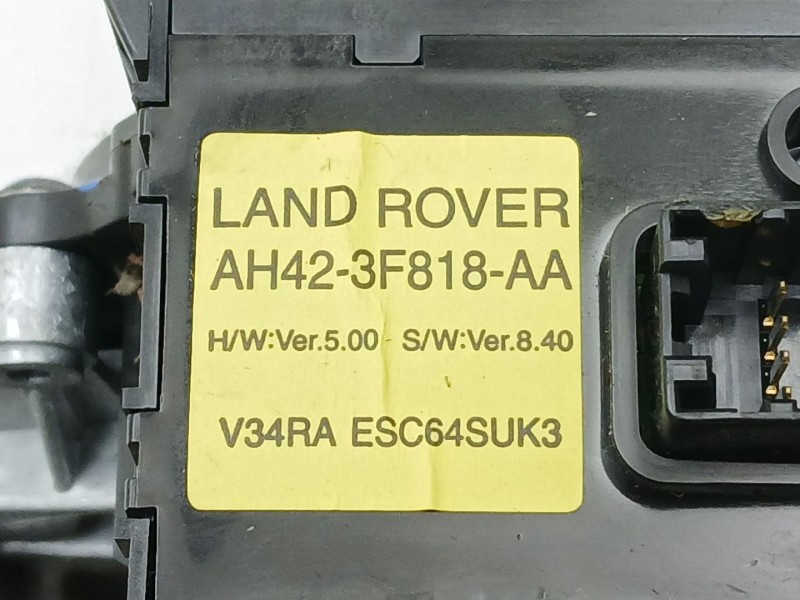 LAND ROVER
AH42-3F818-AA
H/W:Ver.5.00 S/W:Ver.8.40
V34RA ESC64SUK3